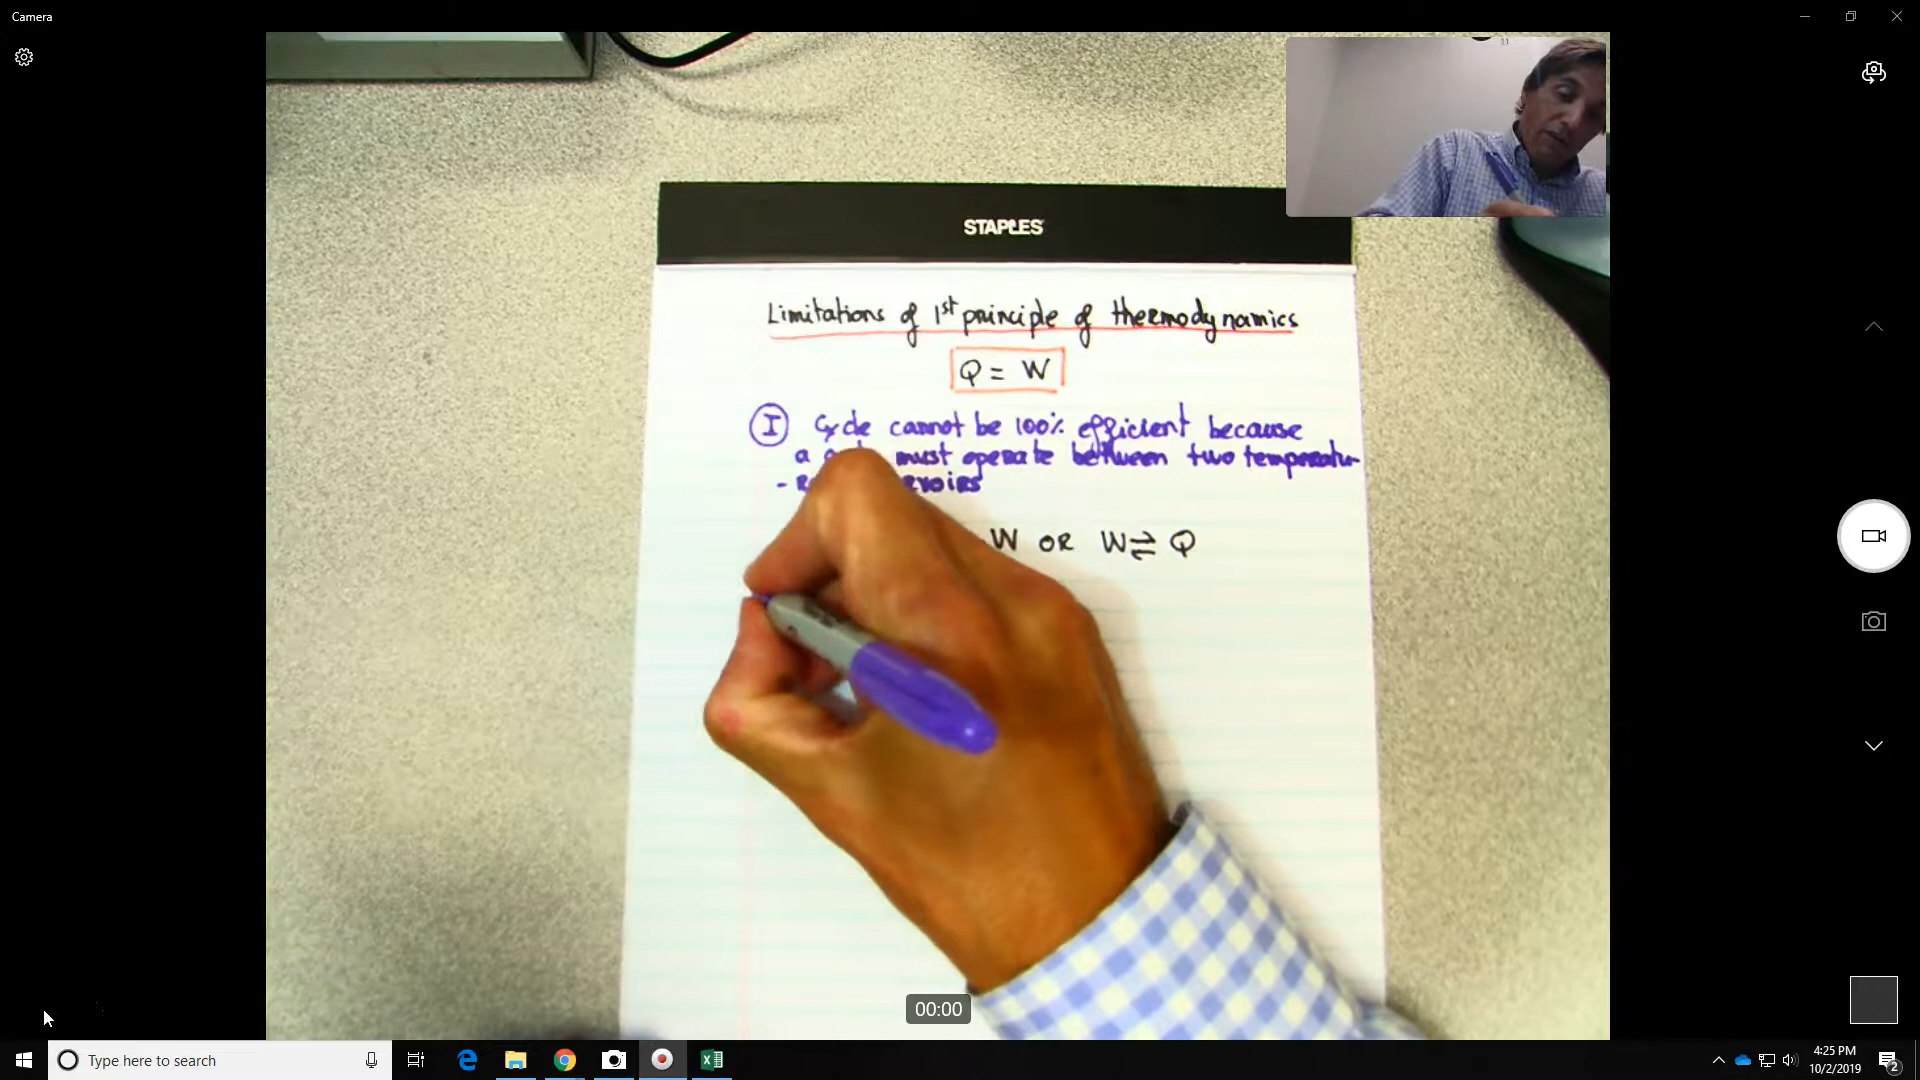 Camera
STAPLES
Limitations of 1st principle of thermodynamics
Q = W
I Cycle cannot be 100% efficient because
a must operate between two temperatu-
-
W OR W ⇌ Q
00:00
Type here to search
4:25 PM
10/2/2019
2